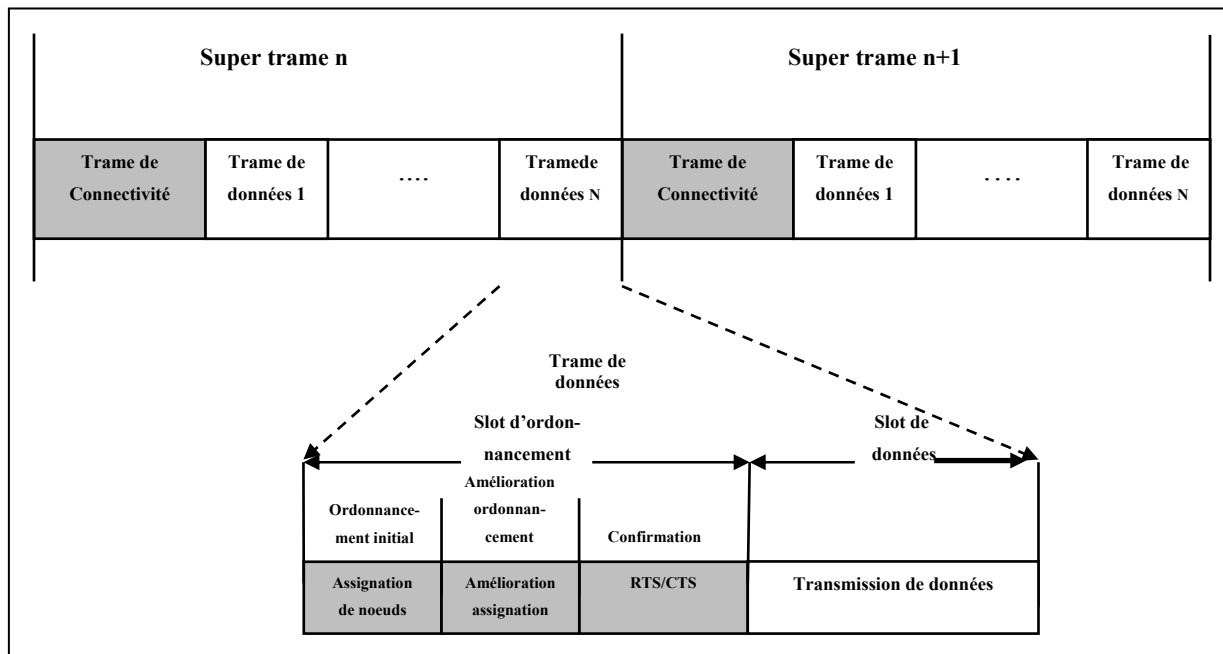 Super trame n
Super trame n+1
Trame de
Connectivité
Trame de
données 1
....
Tramede
données N
Trame de
Connectivité
Trame de
données 1
....
Trame de
données N
Trame de
données
Slot d'ordon-
nancement
Slot de
données
Ordonnance-
ment initial
Amélioration
ordonnan-
cement
Confirmation
Assignation
de noeuds
Amélioration
assignation
RTS/CTS
Transmission de données